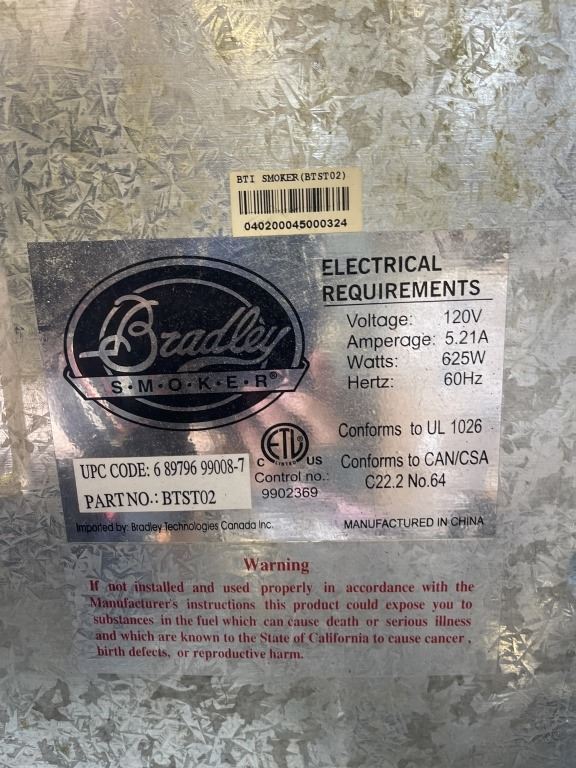 BTI SMOKER(BTST02)
040200045000324
Bradley
S·M·O·K·E·R®
ELECTRICAL
REQUIREMENTS
Voltage: 120V
Amperage: 5.21A
Watts: 625W
Hertz: 60Hz
Conforms to UL 1026
ETL
LISTED
C US
Conforms to CAN/CSA
C22.2 No.64
Control no.:
9902369
UPC CODE: 6 89796 99008-7
PART NO.: BTST02
Imported by: Bradley Technologies Canada Inc.
MANUFACTURED IN CHINA
Warning
If not installed and used properly in accordance with the
Manufacturer's instructions this product could expose you to
substances in the fuel which can cause death or serious illness
and which are known to the State of California to cause cancer ,
birth defects, or reproductive harm.